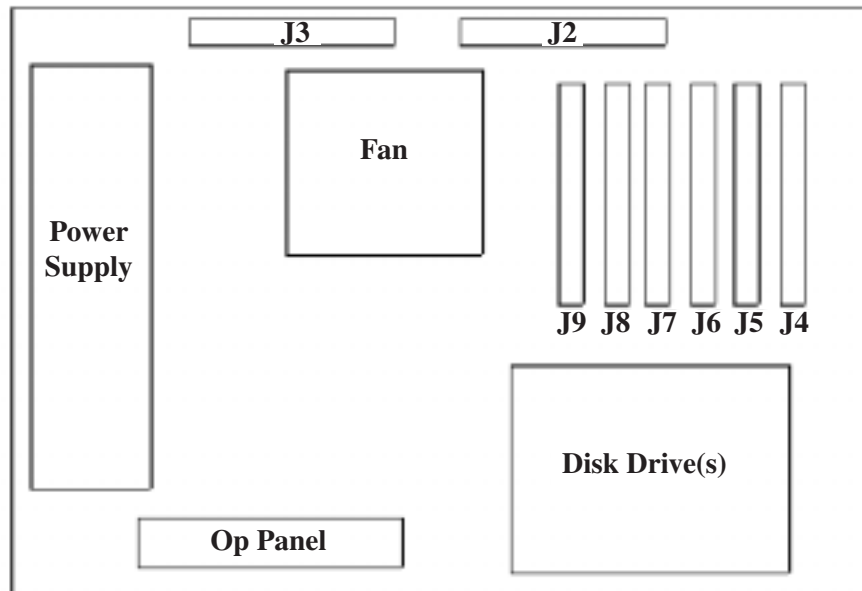 J3
J2
Fan
Power
Supply
J9 J8 J7 J6 J5 J4
Disk Drive(s)
Op Panel